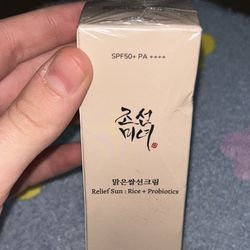 SPF50+ PA ++++
조선
미녀
맑은쌀선크림
Relief Sun : Rice + Probiotics